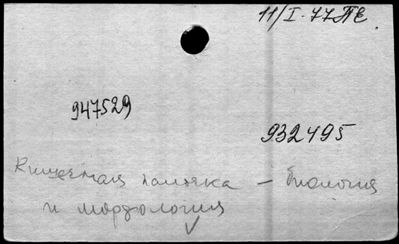 11/I-77 ПЕ
947529
932495
Кишечная палочка - биология
и морфология